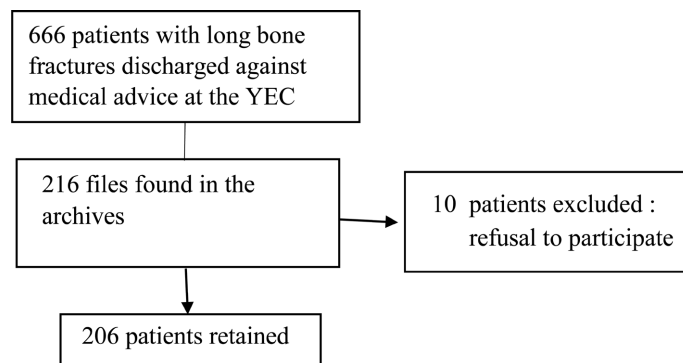 666 patients with long bone
fractures discharged against
medical advice at the YEC
216 files found in the
archives
10 patients excluded :
refusal to participate
206 patients retained